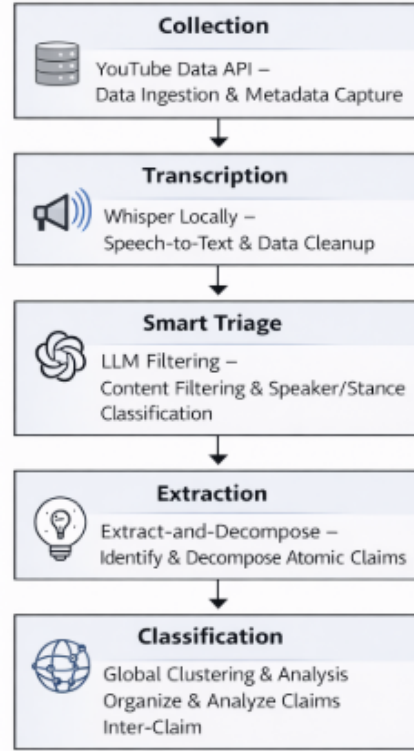 Collection
YouTube Data API –
Data Ingestion & Metadata Capture
Transcription
Whisper Locally –
Speech-to-Text & Data Cleanup
Smart Triage
LLM Filtering –
Content Filtering & Speaker/Stance
Classification
Extraction
Extract-and-Decompose –
Identify & Decompose Atomic Claims
Classification
Global Clustering & Analysis
Organize & Analyze Claims
Inter-Claim